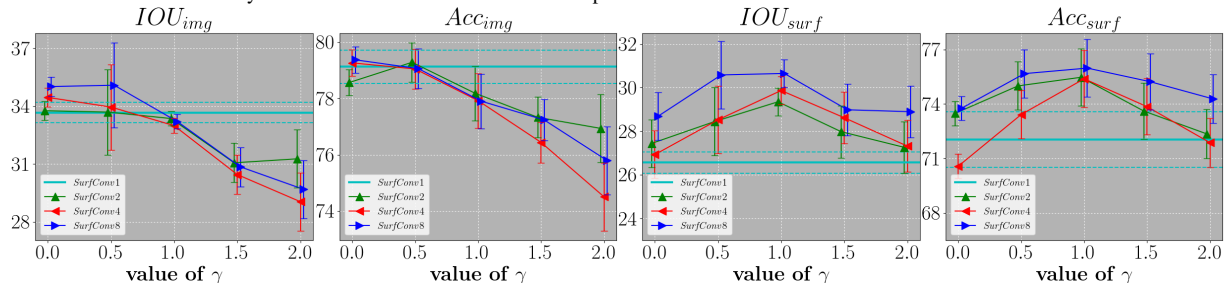 IOU_img
37
34
31
28
SurfConv1
SurfConv2
SurfConv4
SurfConv8
0.0 0.5 1.0 1.5 2.0
value of γ
Acc_img
80
78
76
74
SurfConv1
SurfConv2
SurfConv4
SurfConv8
0.0 0.5 1.0 1.5 2.0
value of γ
IOU_surf
32
30
28
26
24
SurfConv1
SurfConv2
SurfConv4
SurfConv8
0.0 0.5 1.0 1.5 2.0
value of γ
Acc_surf
77
74
71
68
SurfConv1
SurfConv2
SurfConv4
SurfConv8
0.0 0.5 1.0 1.5 2.0
value of γ